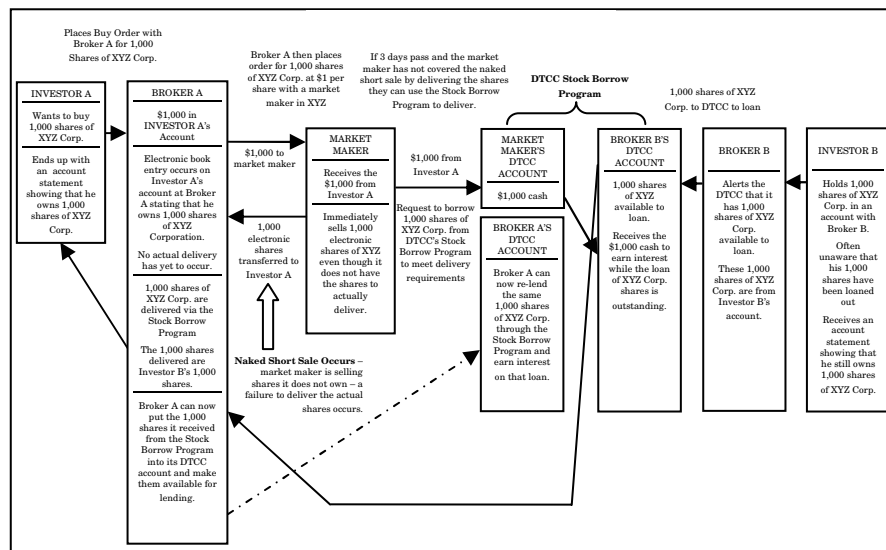 Places Buy Order with
Broker A for 1,000
Shares of XYZ Corp.
Broker A then places
order for 1,000 shares
of XYZ Corp. at $1 per
share with a market
maker in XYZ
If 3 days pass and the market
maker has not covered the naked
short sale by delivering the shares
they can use the Stock Borrow
Program to deliver.
DTCC Stock Borrow
Program
1,000 shares of XYZ
Corp. to DTCC to loan
INVESTOR A
Wants to buy
1,000 shares of
XYZ Corp.
Ends up with
an account
statement
showing that he
owns 1,000
shares of XYZ
Corp.
BROKER A
$1,000 in
INVESTOR A's
Account
Electronic book
entry occurs on
Investor A's
account at Broker
A stating that he
owns 1,000 shares
of XYZ
Corporation.
No actual delivery
has yet to occur.
1,000 shares of
XYZ Corp. are
delivered via the
Stock Borrow
Program
The 1,000 shares
delivered are
Investor B's 1,000
shares.
Broker A can now
put the 1,000
shares it received
from the Stock
Borrow Program
into its DTCC
account and make
them available for
lending.
$1,000 to
market maker
1,000
electronic
shares
transferred to
Investor A
Naked Short Sale Occurs –
market maker is selling
shares it does not own – a
failure to deliver the actual
shares occurs.
MARKET
MAKER
Receives the
$1,000 from
Investor A
Immediately
sells 1,000
electronic
shares of XYZ
even though it
does not have
the shares to
actually
deliver.
$1,000 from
Investor A
Request to borrow
1,000 shares of
XYZ Corp. from
DTCC's Stock
Borrow Program
to meet delivery
requirements
MARKET
MAKER'S
DTCC
ACCOUNT
$1,000 cash
BROKER A'S
DTCC
ACCOUNT
Broker A can
now re-lend the
same
1,000 shares of
XYZ Corp.
through the
Stock Borrow
Program and
earn interest
on that loan.
BROKER B'S
DTCC
ACCOUNT
1,000 shares
of XYZ
available to
loan.
Receives the
$1,000 cash to
earn interest
while the loan
of XYZ Corp.
shares is
outstanding.
BROKER B
Alerts the DTCC
that it has
1,000 shares of
XYZ Corp.
available to
loan.
These 1,000
shares of XYZ
Corp. are from
Investor B's
account.
INVESTOR B
Holds 1,000
shares of XYZ
Corp. in an
account with
Broker B.
Often
unaware that his
1,000 shares
have been
loaned out
Receives an
account
statement
showing that
he still owns
1,000 shares
of XYZ Corp.